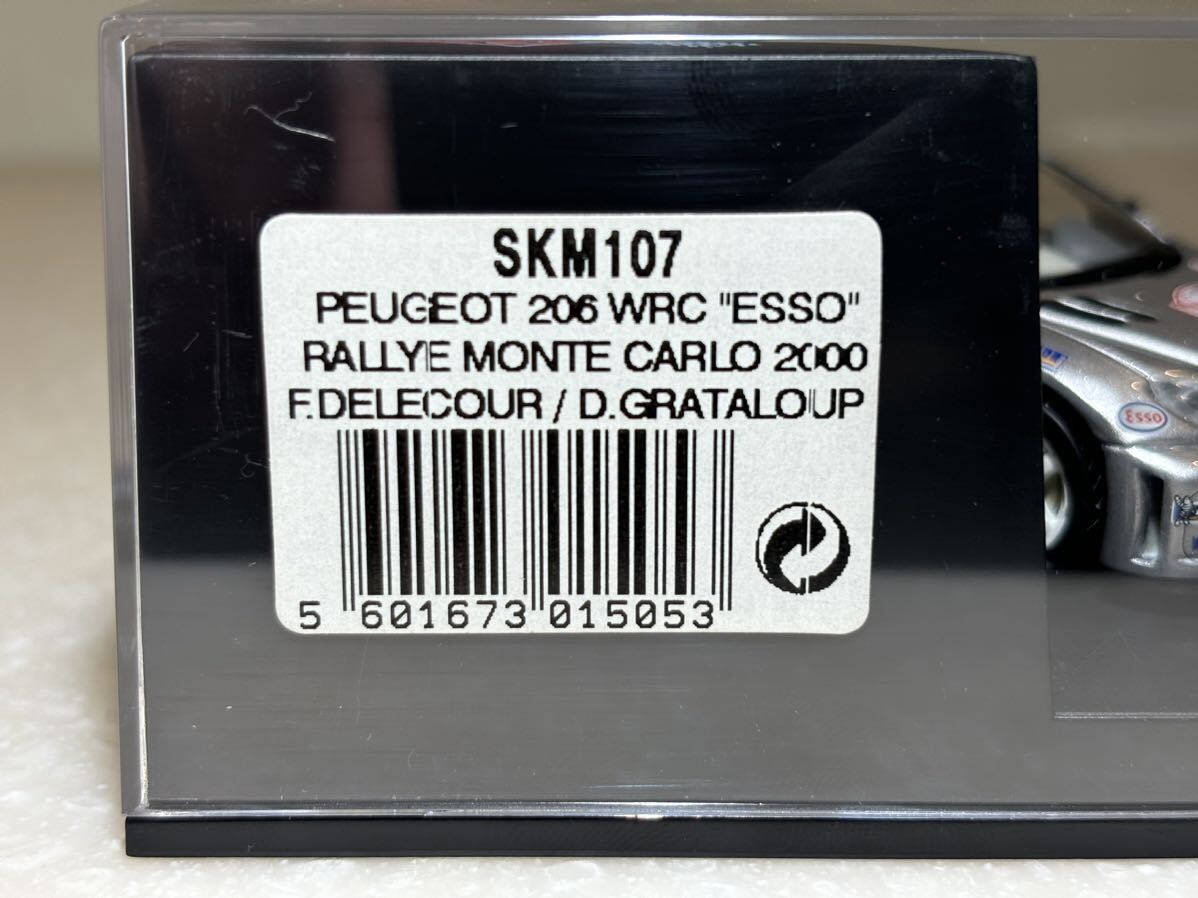 SKM107
PEUGEOT 206 WRC "ESSO"
RALLYE MONTE CARLO 2000
F.DELECOUR / D.GRATALOUP
5 601673 015053
Esso